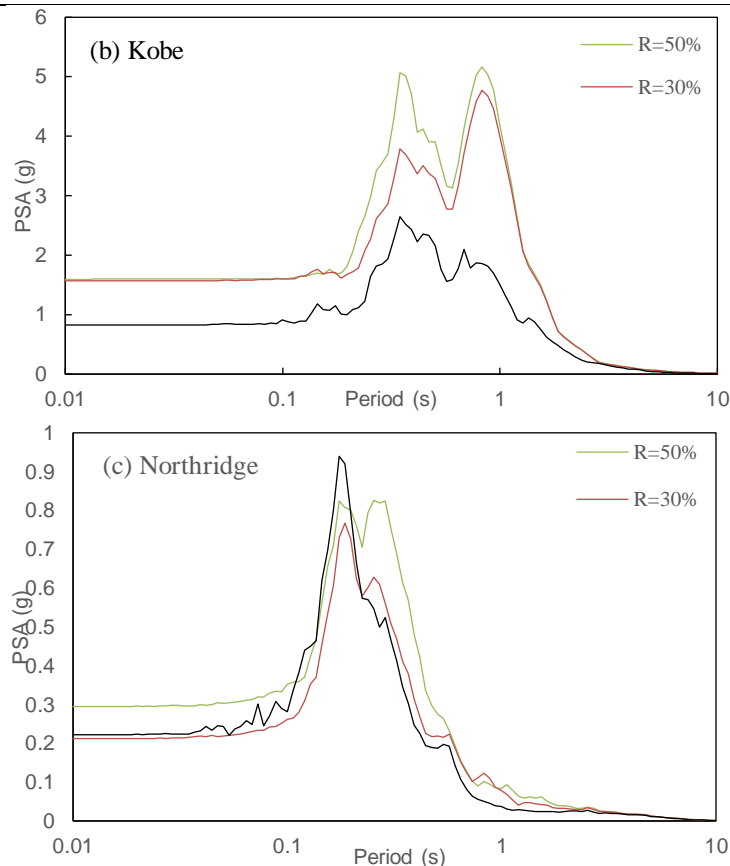 6
(b) Kobe
R=50%
5
R=30%
4
PSA (g)
3
2
1
0
0.01
0.1
Period (s)
1
10
1
(c) Northridge
R=50%
0.9
0.8
R=30%
0.7
0.6
PSA (g)
0.5
0.4
0.3
0.2
0.1
0
0.01
0.1
Period (s)
1
10